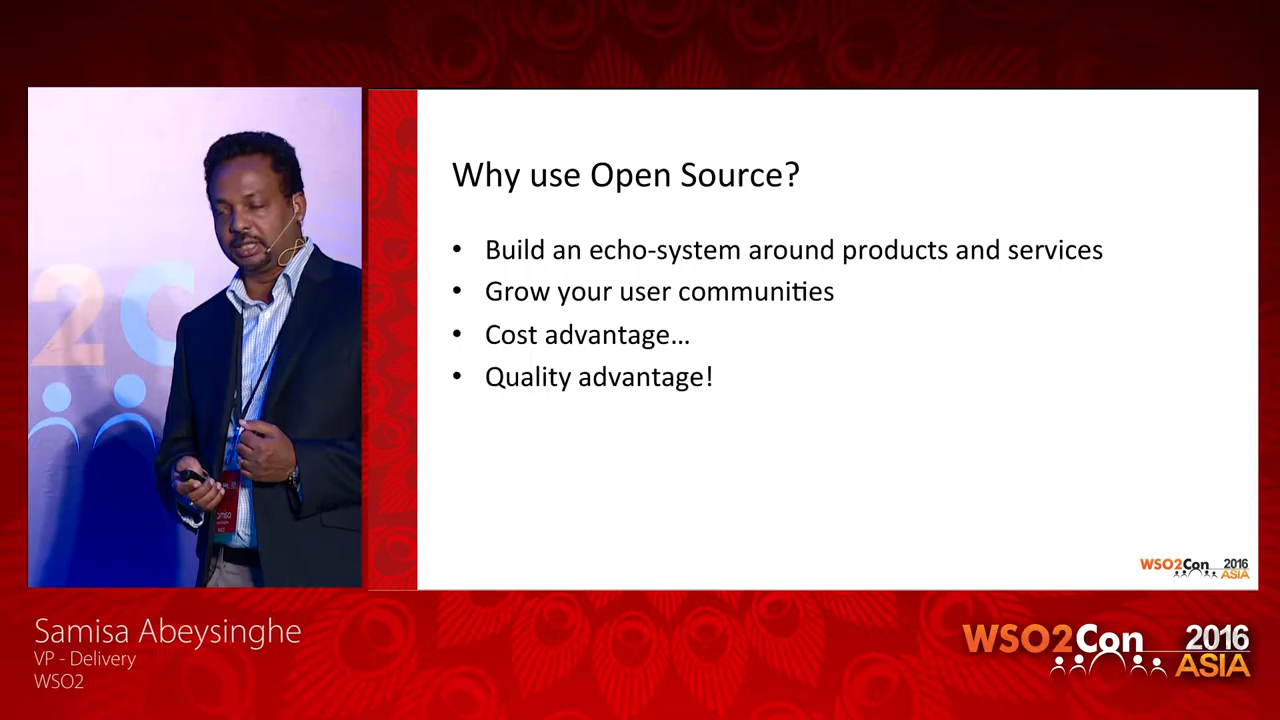 Why use Open Source?
• Build an echo-system around products and services
• Grow your user communities
• Cost advantage…
• Quality advantage!
WSO2Con 2016
ASIA
2C
Samisa Abeysinghe
VP - Delivery
WSO2
WSO2Con 2016
ASIA